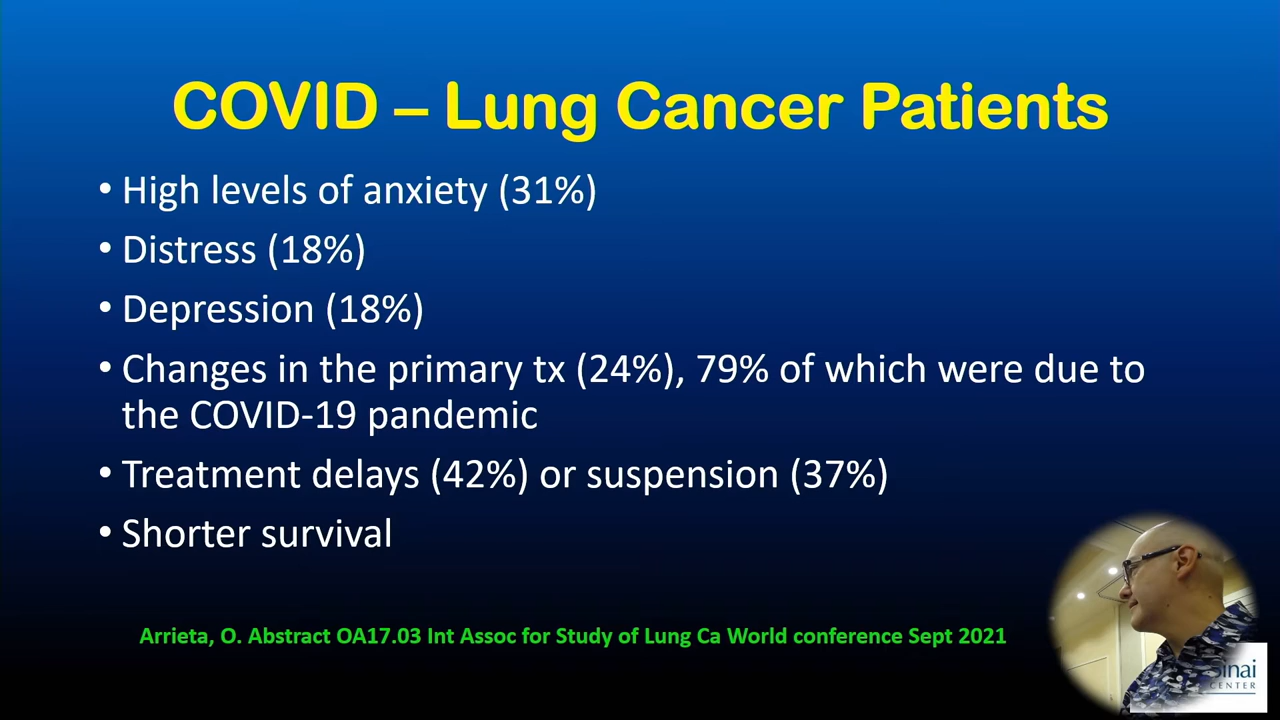 COVID – Lung Cancer Patients
• High levels of anxiety (31%)
• Distress (18%)
• Depression (18%)
• Changes in the primary tx (24%), 79% of which were due to
the COVID-19 pandemic
• Treatment delays (42%) or suspension (37%)
• Shorter survival
Arrieta, O. Abstract OA17.03 Int Assoc for Study of Lung Ca World conference Sept 2021
inai
CENTER